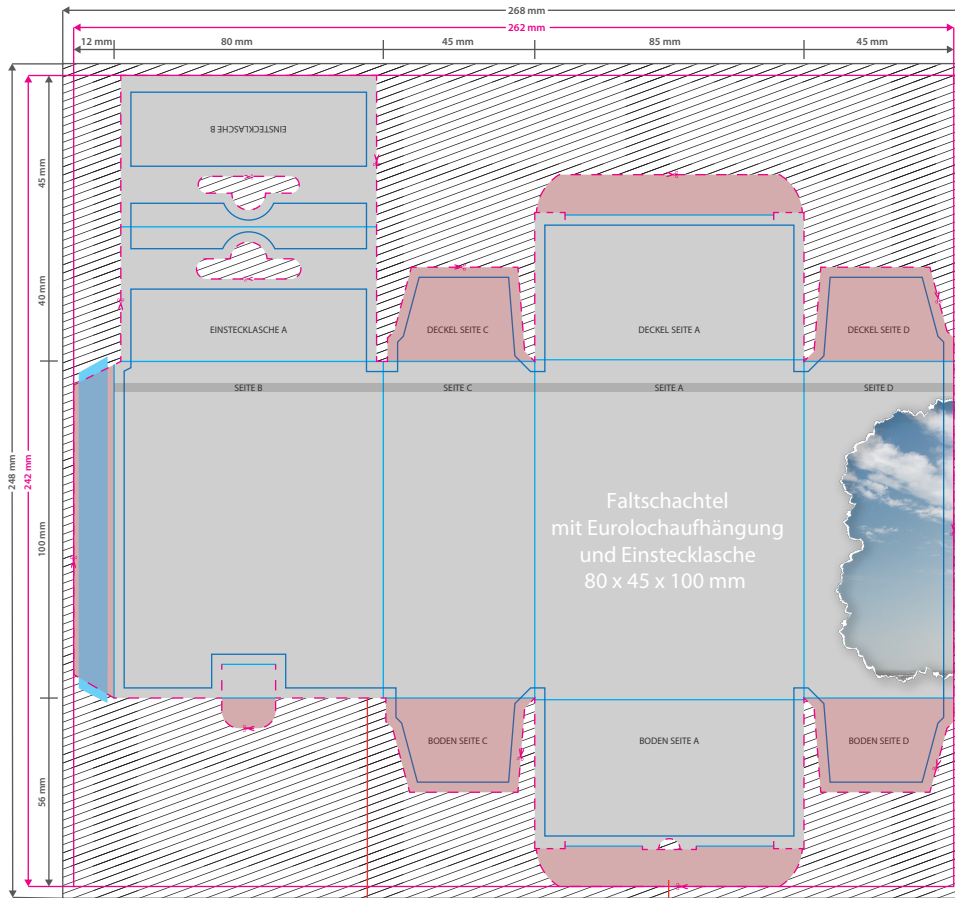 268 mm
262 mm
12 mm 80 mm 45 mm 85 mm 45 mm
EINSTECKLASCHE B
45 mm
40 mm
EINSTECKLASCHE A
DECKEL SEITE C
DECKEL SEITE A
DECKEL SEITE D
SEITE B
SEITE C
SEITE A
SEITE D
248 mm
242 mm
100 mm
Faltschachtel
mit Eurolochaufhängung
und Einstecklasche
80 x 45 x 100 mm
BODEN SEITE C
BODEN SEITE A
BODEN SEITE D
56 mm